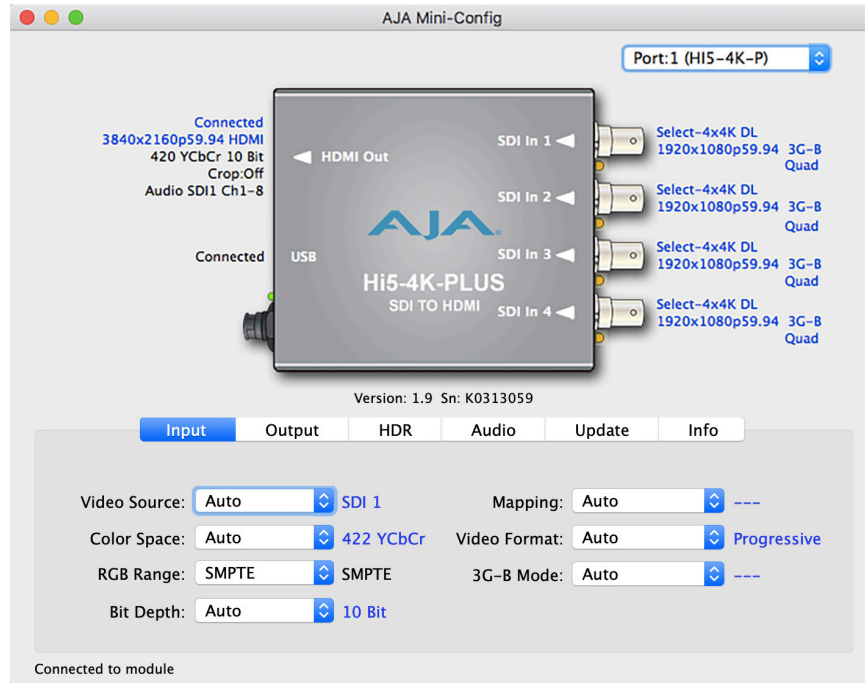 AJA Mini-Config
Port:1 (HI5-4K-P)
Connected
3840x2160p59.94 HDMI
420 YCbCr 10 Bit
Crop:Off
Audio SDI1 Ch1-8
Connected
HDMI Out
USB
SDI In 1
SDI In 2
SDI In 3
SDI In 4
AJA
Hi5-4K-PLUS
SDI TO HDMI
Select-4x4K DL
1920x1080p59.94 3G-B
Quad
Select-4x4K DL
1920x1080p59.94 3G-B
Quad
Select-4x4K DL
1920x1080p59.94 3G-B
Quad
Select-4x4K DL
1920x1080p59.94 3G-B
Quad
Version: 1.9 Sn: K0313059
Input Output HDR Audio Update Info
Video Source: Auto SDI 1 Mapping: Auto ---
Color Space: Auto 422 YCbCr Video Format: Auto Progressive
RGB Range: SMPTE SMPTE 3G-B Mode: Auto ---
Bit Depth: Auto 10 Bit
Connected to module